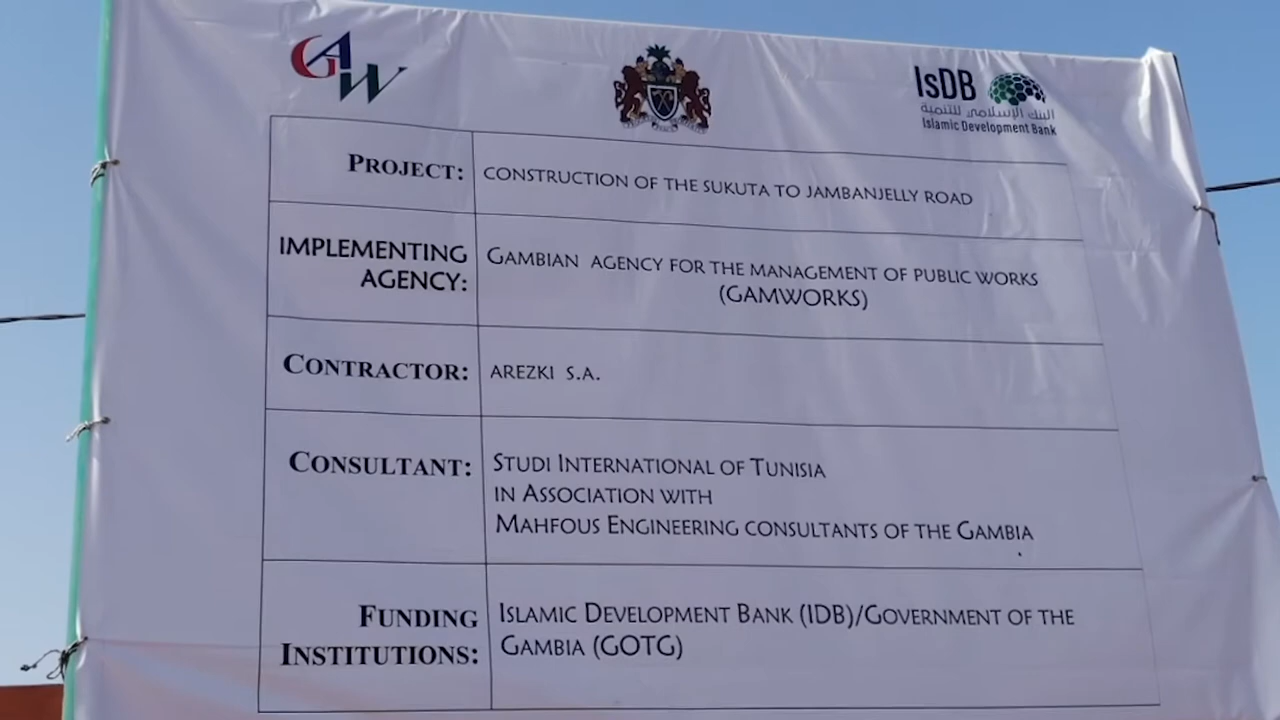 GAW
IsDB
البنك الإسلامي للتنمية
Islamic Development Bank
PROJECT:
CONSTRUCTION OF THE SUKUTA TO JAMBANJELLY ROAD
IMPLEMENTING
AGENCY:
GAMBIAN AGENCY FOR THE MANAGEMENT OF PUBLIC WORKS
(GAMWORKS)
CONTRACTOR:
AREZKI S.A.
CONSULTANT:
STUDI INTERNATIONAL OF TUNISIA
IN ASSOCIATION WITH
MAHFOUS ENGINEERING CONSULTANTS OF THE GAMBIA
FUNDING
INSTITUTIONS:
ISLAMIC DEVELOPMENT BANK (IDB)/GOVERNMENT OF THE
GAMBIA (GOTG)